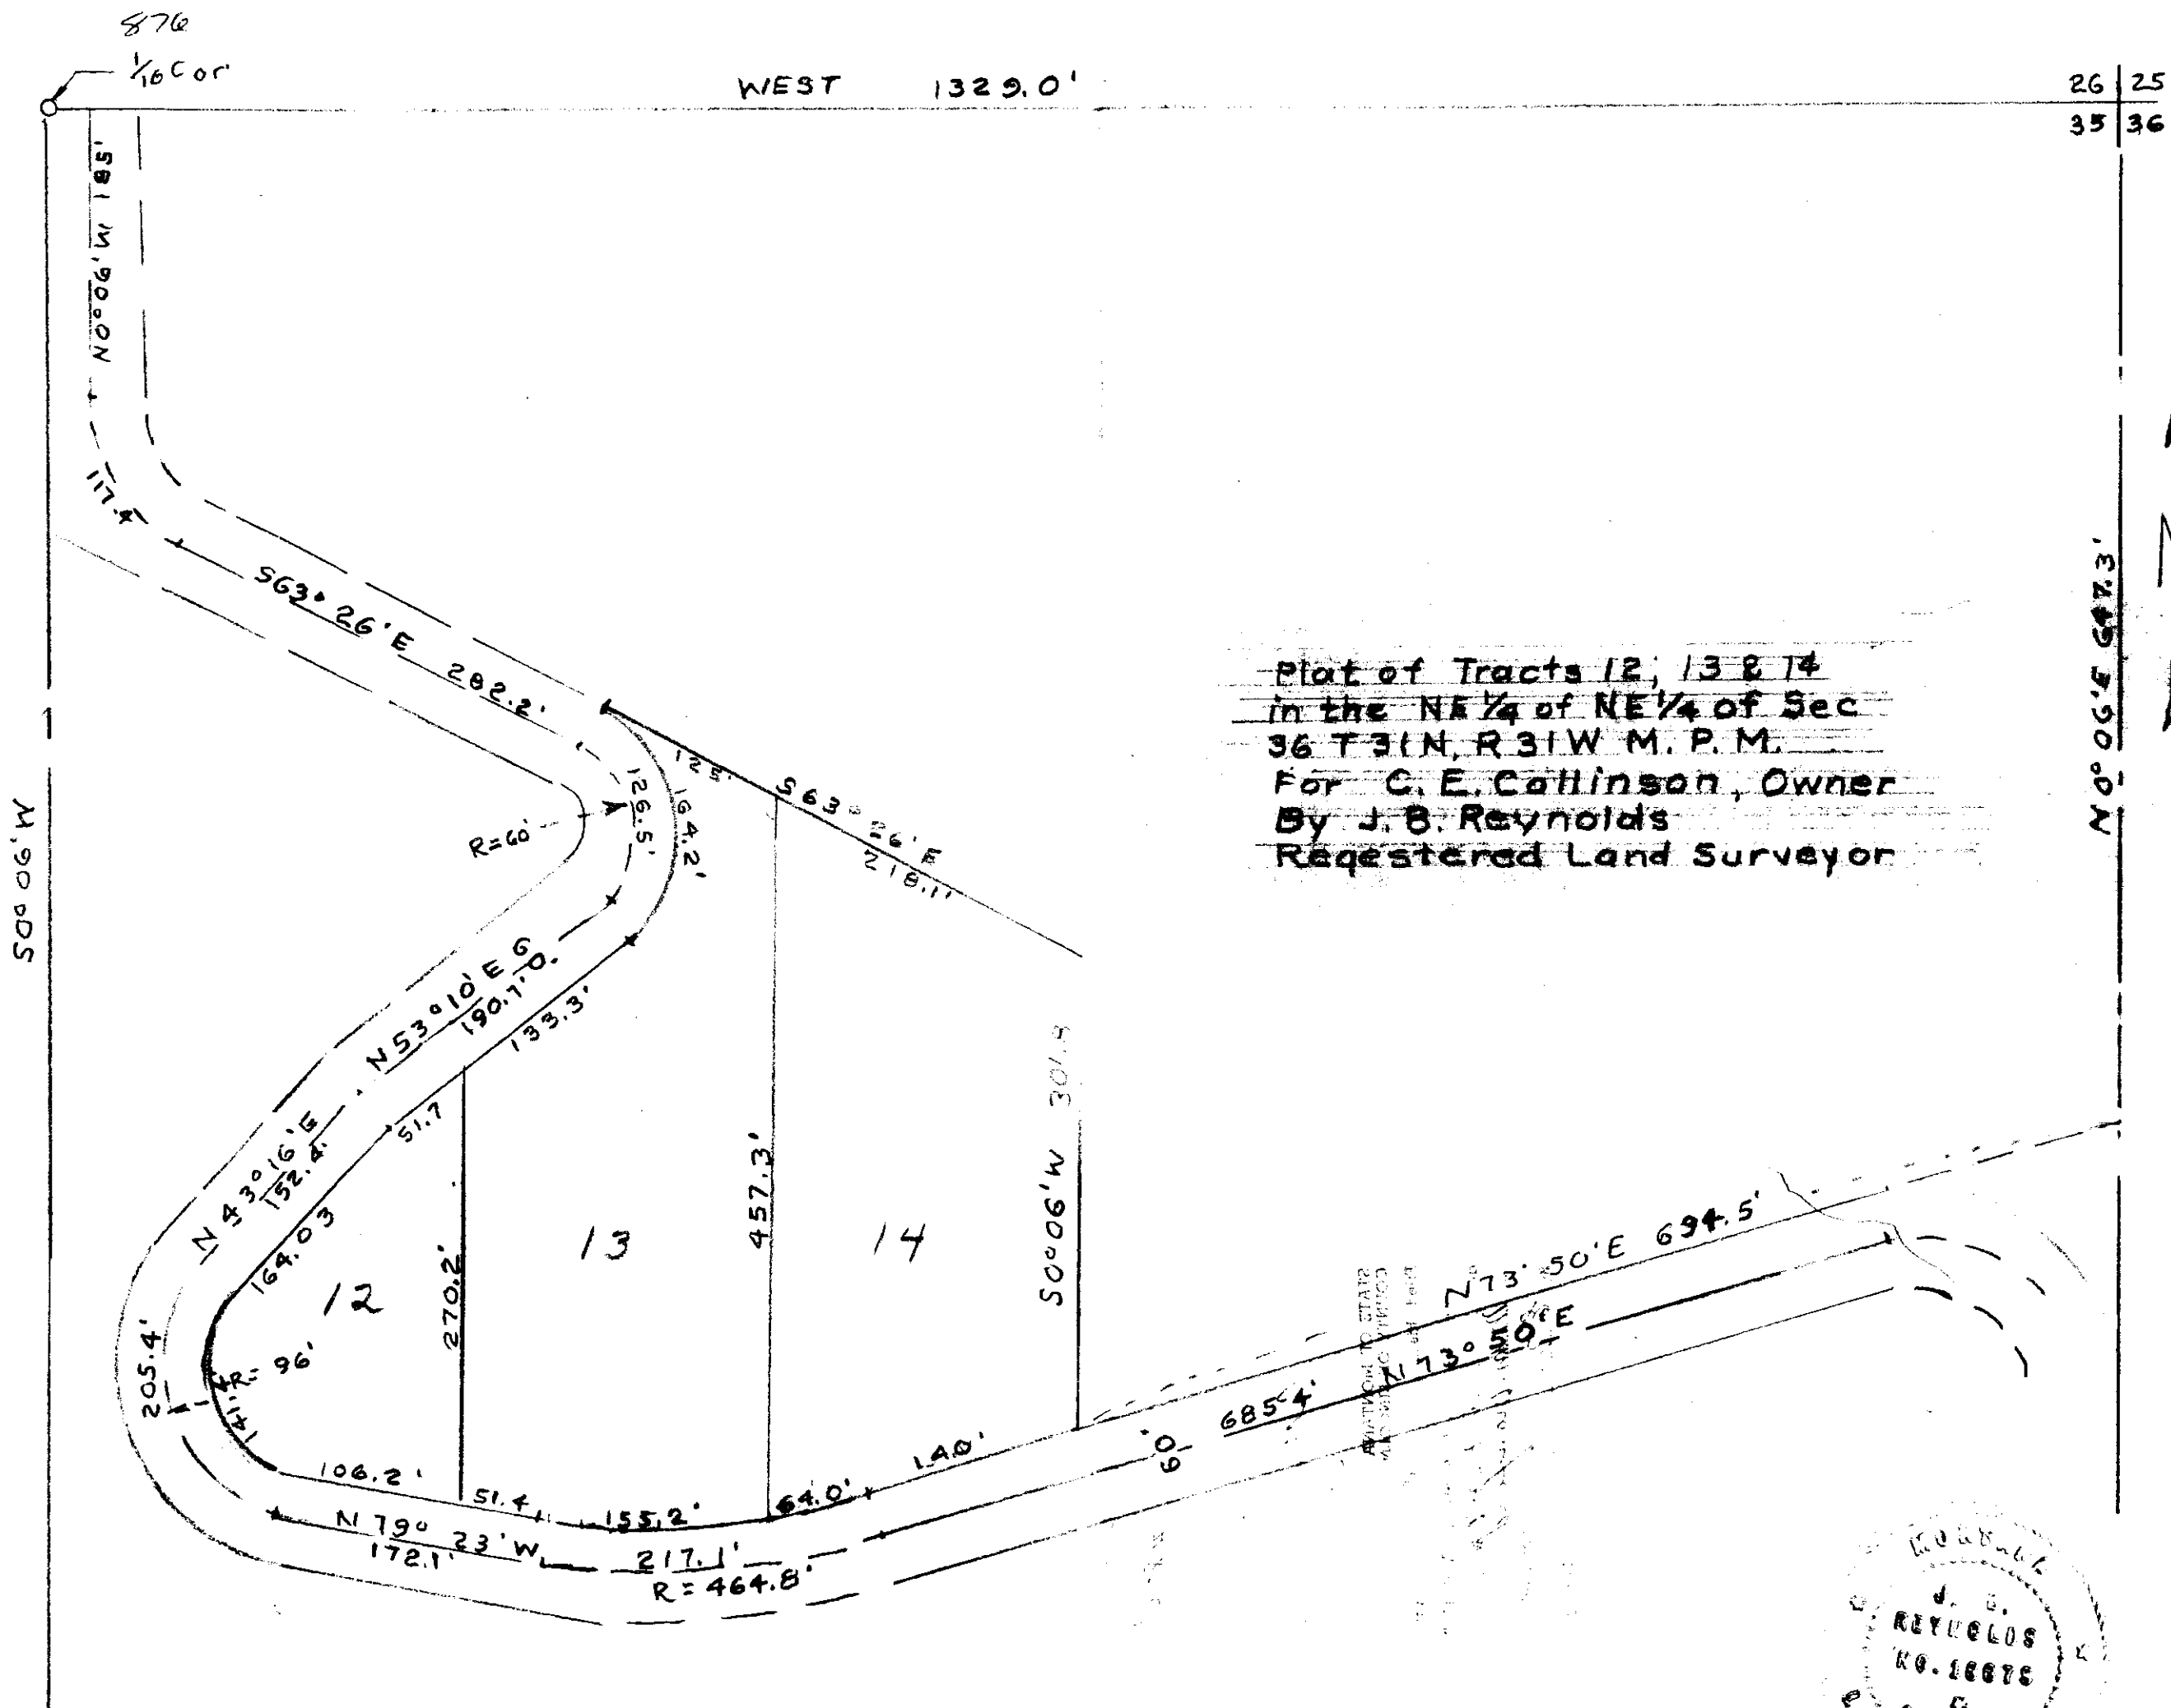 876
1/16 Cor
WEST 1329.0'
26 25
35 36
N0°06'W 185.'
117.4'
S63°26'E 282.2'
125'
S63°26'E
218.1'
126.5'
164.2'
R=60'
Plat of Tracts 12, 13 & 14
in the NE 1/4 of NE 1/4 of Sec
36 T 31N, R 31W M. P. M.
For C. E. Collinson, Owner
By J. B. Reynolds
Regestered Land Surveyor
N0°06'E 647.3'
S0°06'W
N53°10'E
190.7'
60'
133.3'
51.7
N43°16'E
152.4'
164.03
12
13
14
270.2'
457.3'
S0°06'W 301.8
205.4'
R= 96'
141.1'
106.2'
51.4
155.2'
64.0'
140'
N 79° 23' W
172.1'
217.1'
R= 464.8'
60'
685.4'
N73°50'E
N73°50'E 694.5'
J. B.
REYNOLDS